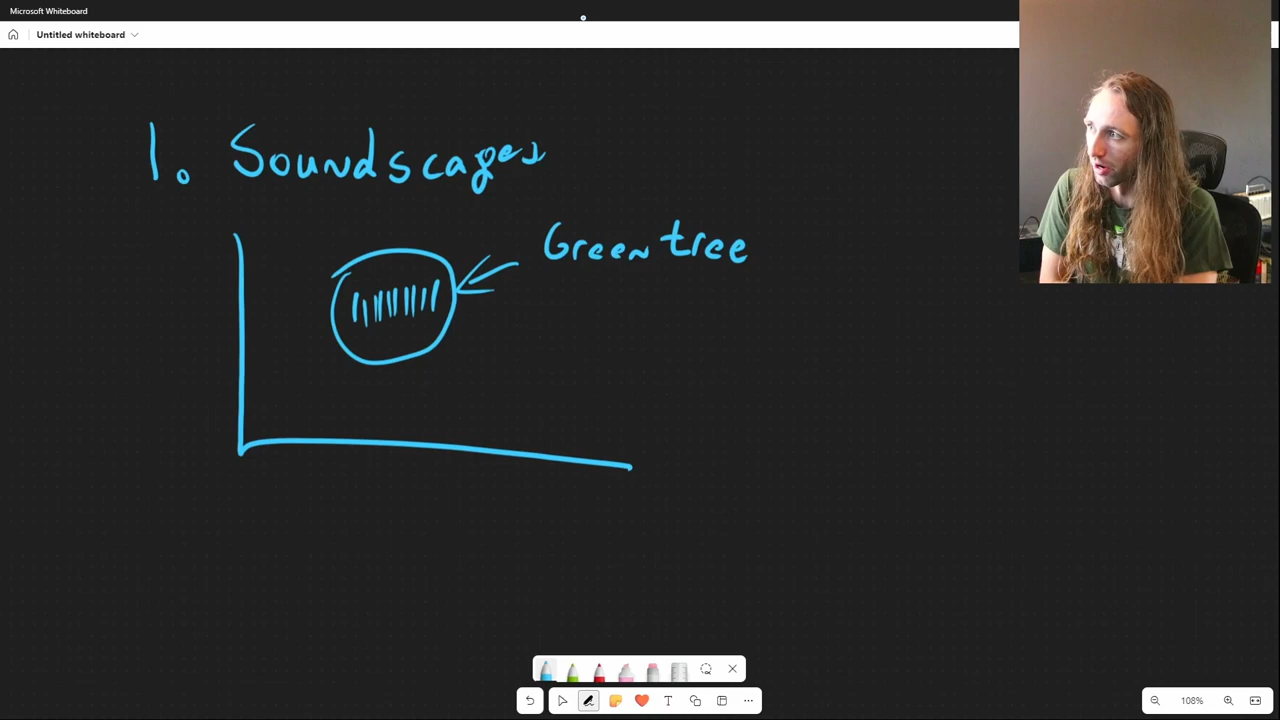 Microsoft Whiteboard
Untitled whiteboard
1. Soundscapes
Green tree
108%